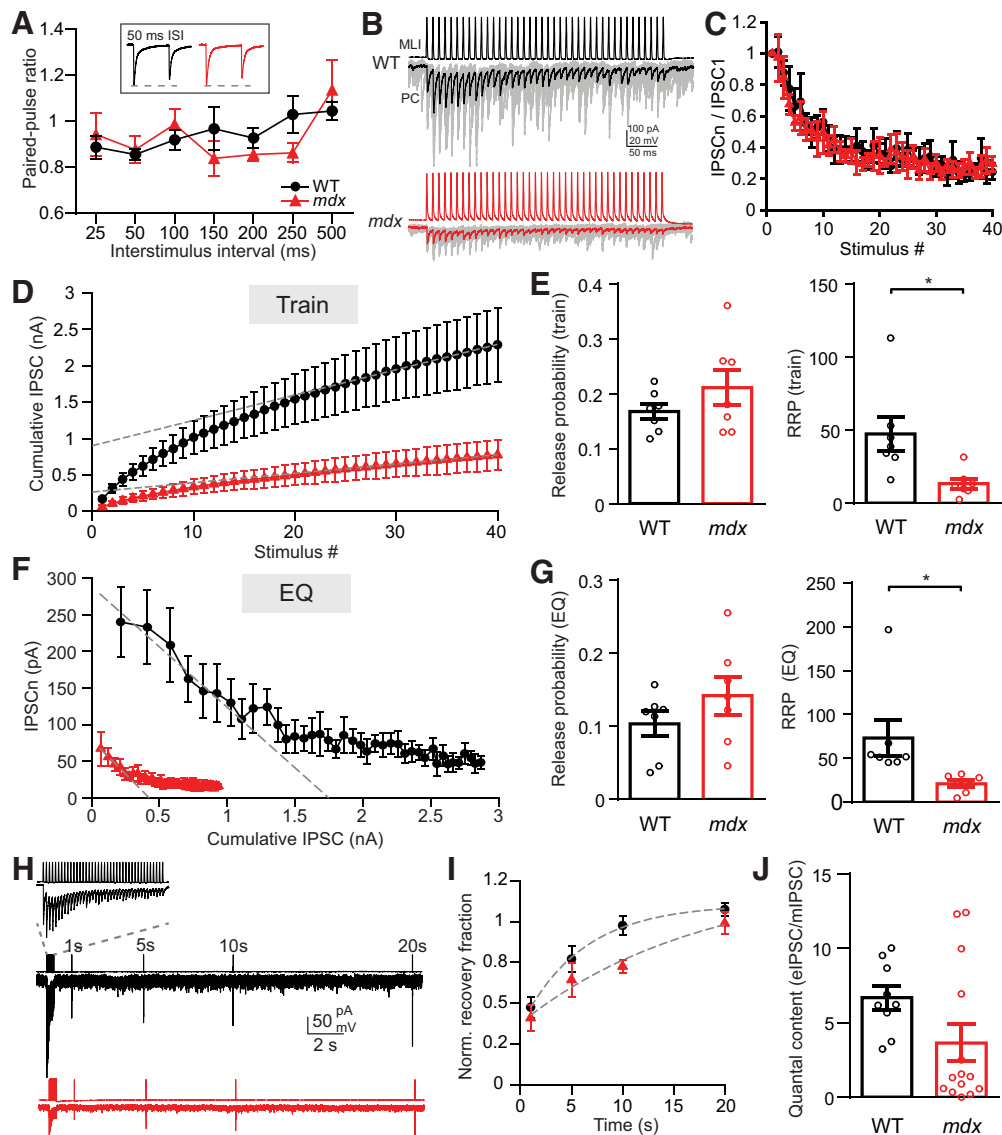 A
50 ms ISI
Paired-pulse ratio
1.4
1.2
1
0.8
0.6
25
50
100
150
200
250
500
Interstimulus interval (ms)
WT
mdx
B
MLI
WT
PC
100 pA
20 mV
50 ms
mdx
C
IPSCn / IPSC1
1.2
1
0.8
0.6
0.4
0.2
0
0
10
20
30
40
Stimulus #
D
Train
Cumulative IPSC (nA)
3
2.5
2
1.5
1
0.5
0
0
10
20
30
40
Stimulus #
E
Release probability (train)
0.4
0.3
0.2
0.1
0
WT
mdx
RRP (train)
150
100
50
0
*
WT
mdx
F
EQ
IPSCn (pA)
300
250
200
150
100
50
0
0
0.5
1
1.5
2
2.5
3
Cumulative IPSC (nA)
G
Release probability (EQ)
0.3
0.2
0.1
0
WT
mdx
RRP (EQ)
250
200
150
100
50
0
*
WT
mdx
H
1s
5s
10s
20s
50 pA
mV
2 s
I
Norm. recovery fraction
1.2
1
0.8
0.5
0.2
0
0
5
10
15
20
Time (s)
J
Quantal content (eIPSC/mIPSC)
15
10
5
0
WT
mdx